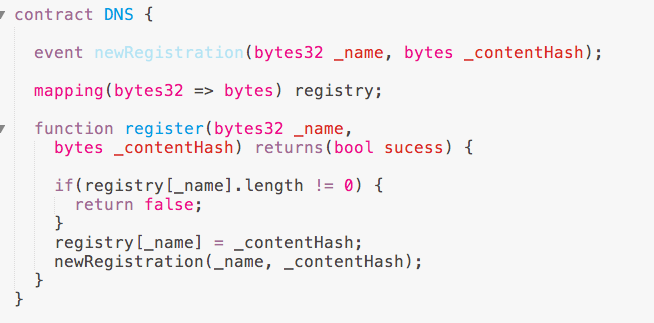 contract DNS {
event newRegistration(bytes32 _name, bytes _contentHash);
mapping(bytes32 => bytes) registry;
function register(bytes32 _name,
bytes _contentHash) returns(bool sucess) {
if(registry[_name].length != 0) {
return false;
}
registry[_name] = _contentHash;
newRegistration(_name, _contentHash);
}
}